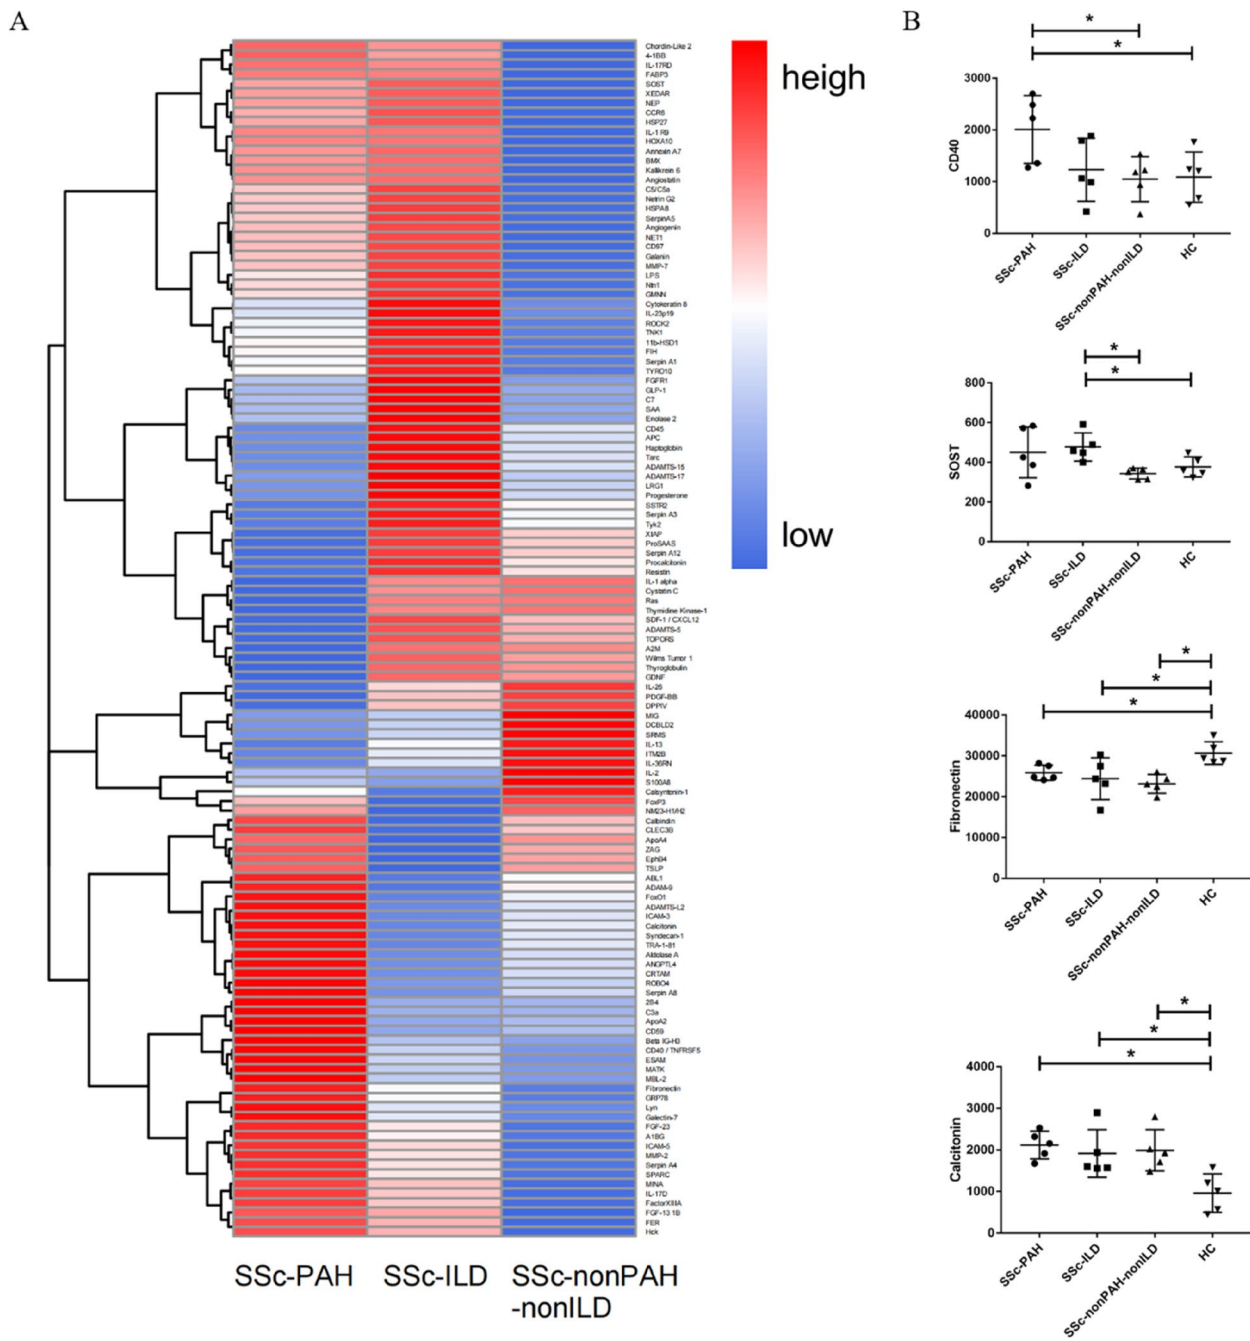 A
B
Chordin-Like 2
4-1BB
IL-17RD
FABP3
SOST
XEDAR
NEP
CCR6
HSP27
IL-1 R9
HOXA10
Annexin A7
BMX
Kallikrein 6
Angiostatin
C5/C5a
Netrin G2
HSPA8
SerpinA5
Angiogenin
NET1
CD97
Galanin
MMP-7
LPS
Ntn1
GMNN
Cytokeratin 8
IL-23p19
ROCK2
TNK1
11b-HSD1
FIH
Serpin A1
TYRO10
FGFR1
GLP-1
C7
SAA
Enolase 2
CD45
APC
Haptoglobin
Tarc
ADAMTS-15
ADAMTS-17
LRG1
Progesterone
SSTR2
Serpin A3
Tyk2
XIAP
ProSAAS
Serpin A12
Procalcitonin
Resistin
IL-1 alpha
Cystatin C
Ras
Thymidine Kinase-1
SDF-1 / CXCL12
ADAMTS-5
TOPORS
A2M
Wilms Tumor 1
Thyroglobulin
GDNF
IL-26
PDGF-BB
DPPIV
MIG
DCBLD2
SRMS
IL-13
ITM2B
IL-36RN
IL-2
S100A8
Calsyntenin-1
FoxP3
NM23-H1/H2
Calbindin
CLEC3B
ApoA4
ZAG
EphB4
TSLP
ABL1
ADAM-9
FoxO1
ADAMTS-L2
ICAM-3
Calcitonin
Syndecan-1
TRA-1-81
Aldolase A
ANGPTL4
CRTAM
ROBO4
Serpin A8
2B4
C3a
ApoA2
CD59
Beta IG-H3
CD40 / TNFRSF5
ESAM
MATK
MBL-2
Fibronectin
GRP78
Lyn
Galectin-7
FGF-23
A1BG
ICAM-5
MMP-2
Serpin A4
SPARC
MINA
IL-17D
FactorXIIIA
FGF-13 1B
FER
Hck
SSc-PAH
SSc-ILD
SSc-nonPAH
-nonILD
heigh
low
*
*
CD40
3000
2000
1000
0
SSc-PAH
SSc-ILD
SSc-nonPAH-nonILD
HC
*
*
SOST
800
600
400
200
0
SSc-PAH
SSc-ILD
SSc-nonPAH-nonILD
HC
*
*
*
Fibronectin
40000
30000
20000
10000
0
SSc-PAH
SSc-ILD
SSc-nonPAH-nonILD
HC
*
*
*
Calcitonin
4000
3000
2000
1000
0
SSc-PAH
SSc-ILD
SSc-nonPAH-nonILD
HC